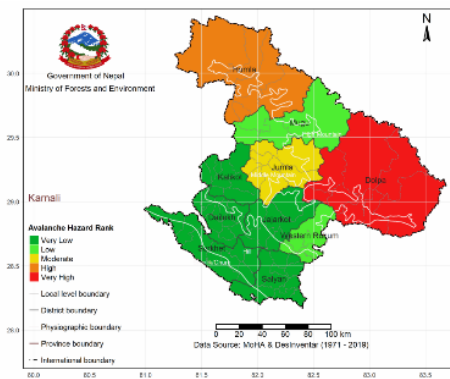 N
Government of Nepal
Ministry of Forests and Environment
30.0
29.5
29.0
28.5
28.0
Humla
Mugu
Jumla
Dolpa
Kalikot
Dailekh
Jajarkot
Western Rukum
Surkhet
Salyan
Karnali
Avalanche Hazard Rank
Very Low
Low
Moderate
High
Very High
Local level boundary
District boundary
Physiographic boundary
Province boundary
International boundary
0 20 40 60 80 100 km
Data Source: MoHA & DesInventar (1971 - 2019)
80.0 80.5 81.0 81.5 82.0 82.5 83.0 83.5